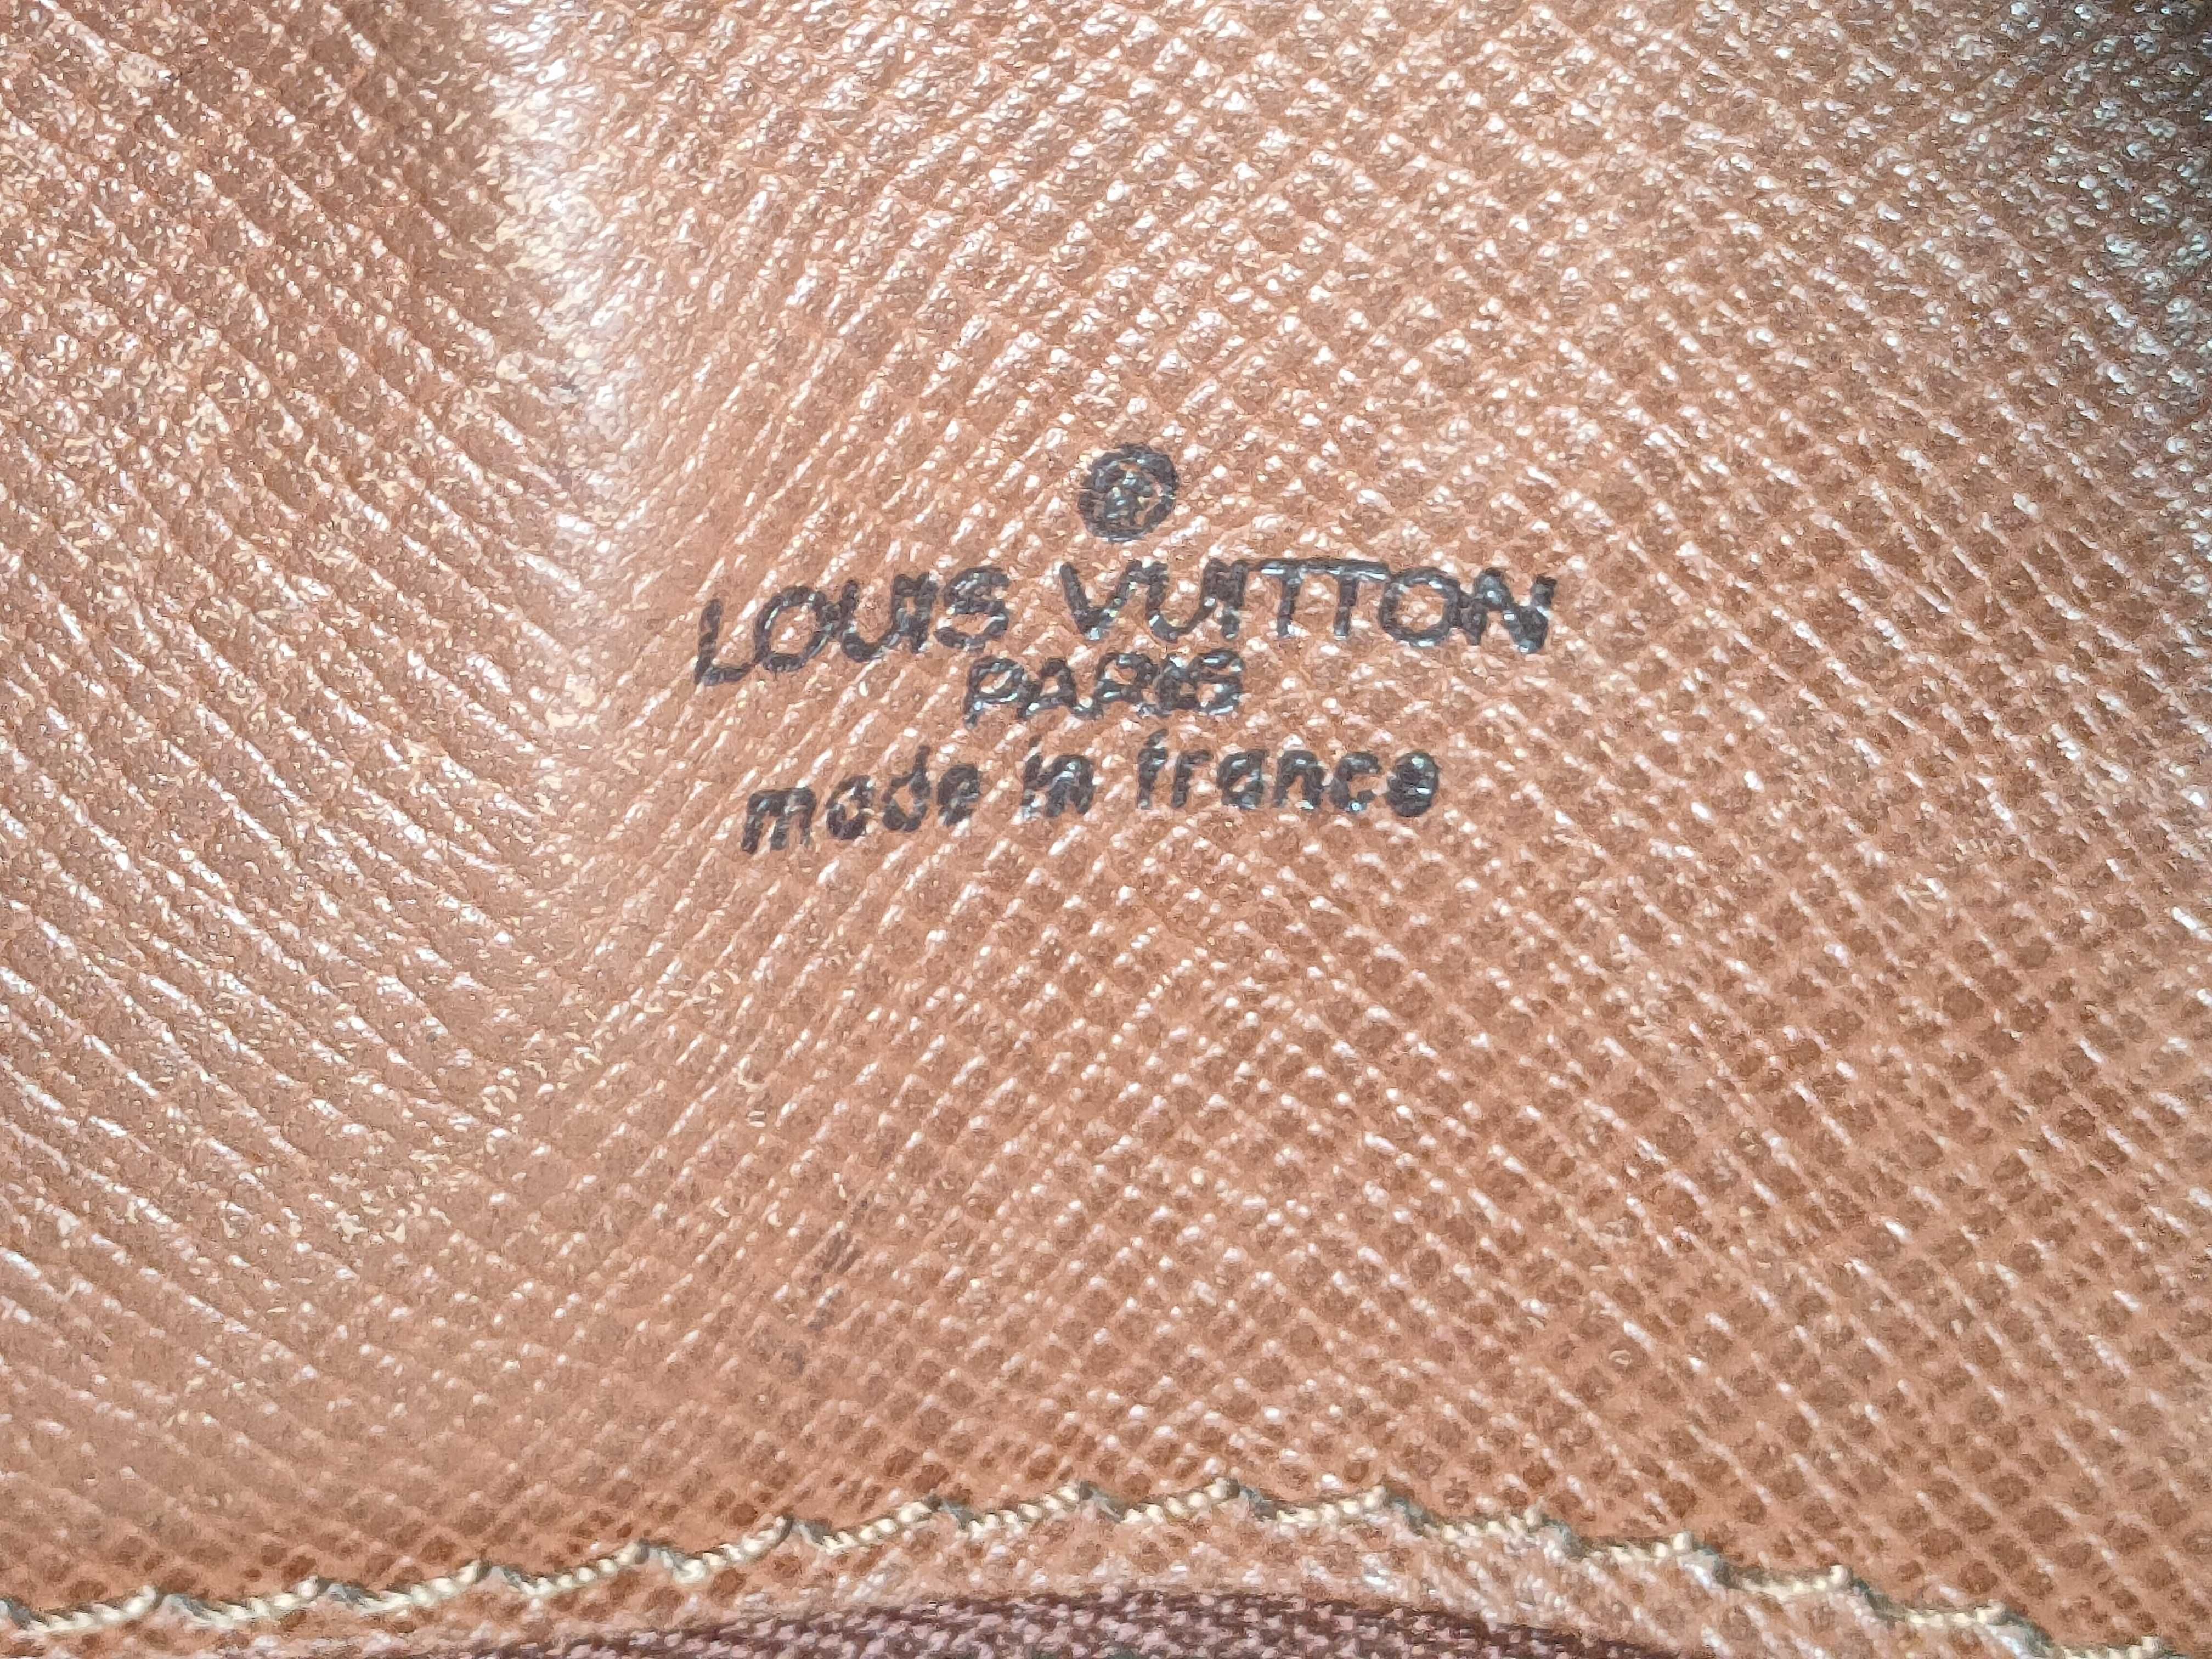 ®
LOUIS VUITTON
PARIS
made in france